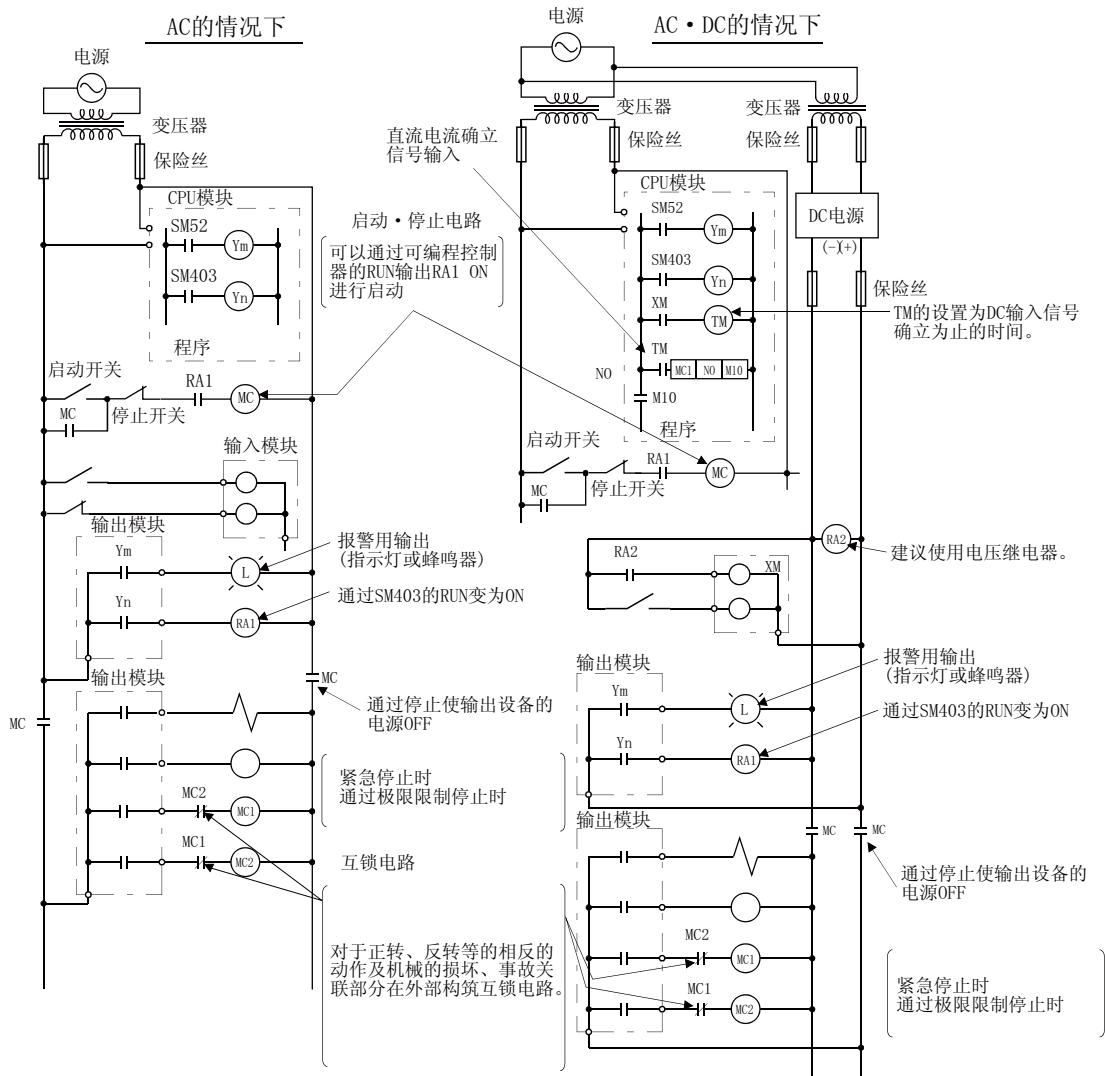 AC的情况下
电源
变压器
保险丝
CPU模块
SM52
Ym
SM403
Yn
程序
启动·停止电路
可以通过可编程控制
器的RUN输出RA1 ON
进行启动
启动开关
RA1
MC
MC
停止开关
输入模块
输出模块
Ym
L
报警用输出
(指示灯或蜂鸣器)
Yn
RA1
通过SM403的RUN变为ON
输出模块
MC
MC
通过停止使输出设备的
电源OFF
紧急停止时
通过极限限制停止时
MC2
MC1
MC1
MC2
互锁电路
对于正转、反转等的相反的
动作及机械的损坏、事故关
联部分在外部构筑互锁电路。
AC·DC的情况下
电源
变压器
变压器
保险丝
保险丝
直流电流确立
信号输入
CPU模块
SM52
Ym
SM403
Yn
XM
TM
TM
NO
MC1 NO M10
M10
程序
DC电源
(-)(+)
保险丝
TM的设置为DC输入信号
确立为止的时间。
启动开关
RA1
MC
MC
停止开关
RA2
建议使用电压继电器。
RA2
XM
输出模块
Ym
L
报警用输出
(指示灯或蜂鸣器)
Yn
RA1
通过SM403的RUN变为ON
输出模块
MC
MC
通过停止使输出设备的
电源OFF
MC2
MC1
MC1
MC2
紧急停止时
通过极限限制停止时